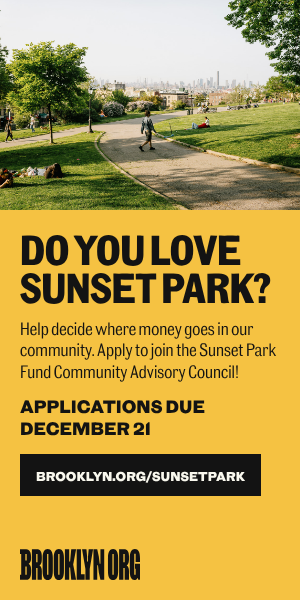 DO YOU LOVE
SUNSET PARK?
Help decide where money goes in our
community. Apply to join the Sunset Park
Fund Community Advisory Council!
APPLICATIONS DUE
DECEMBER 21
BROOKLYN.ORG/SUNSETPARK
BROOKLYN ORG